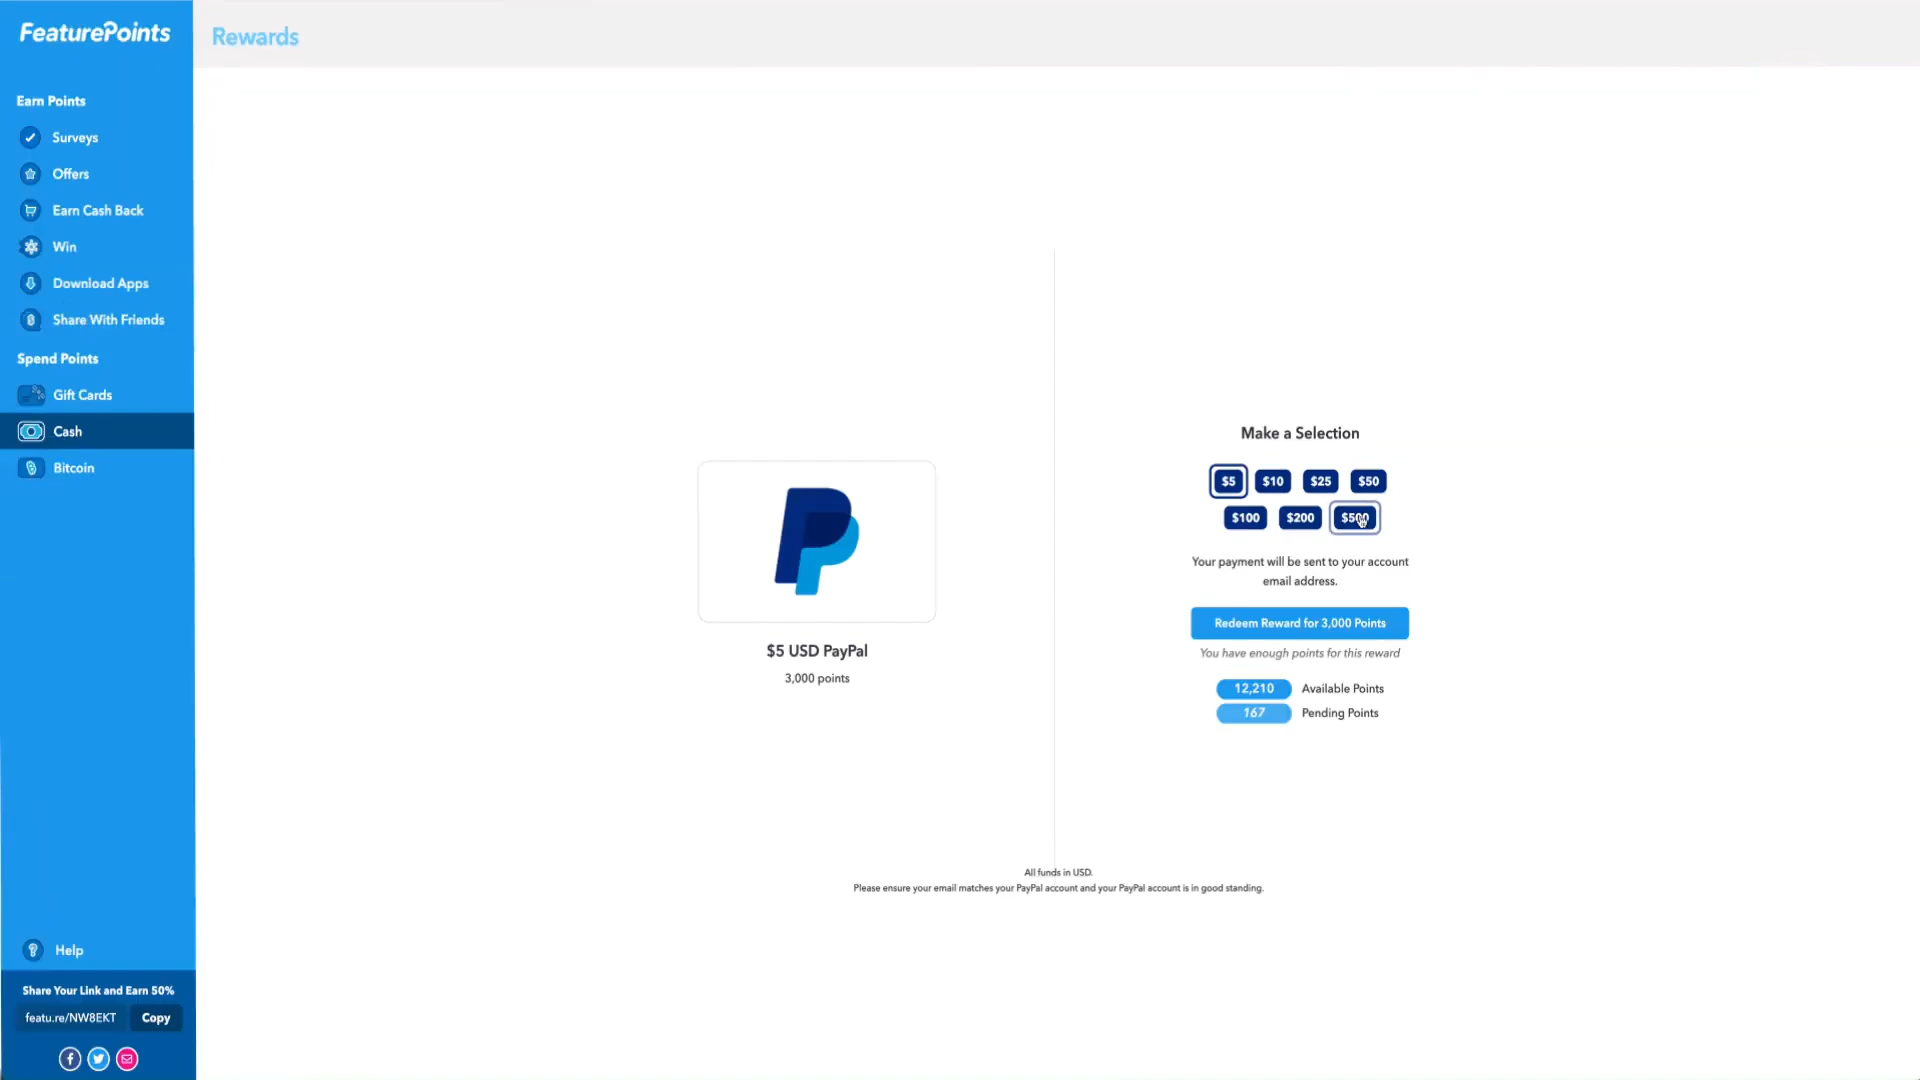 FeaturePoints
Rewards
Earn Points
Surveys
Offers
Earn Cash Back
Win
Download Apps
Share With Friends
Spend Points
Gift Cards
Cash
Bitcoin
Help
Share Your Link and Earn 50%
featu.re/NW8EKT Copy
$5 USD PayPal
3,000 points
Make a Selection
$5 $10 $25 $50
$100 $200 $500
Your payment will be sent to your account
email address.
Redeem Reward for 3,000 Points
You have enough points for this reward
12,210 Available Points
167 Pending Points
All funds in USD.
Please ensure your email matches your PayPal account and your PayPal account is in good standing.